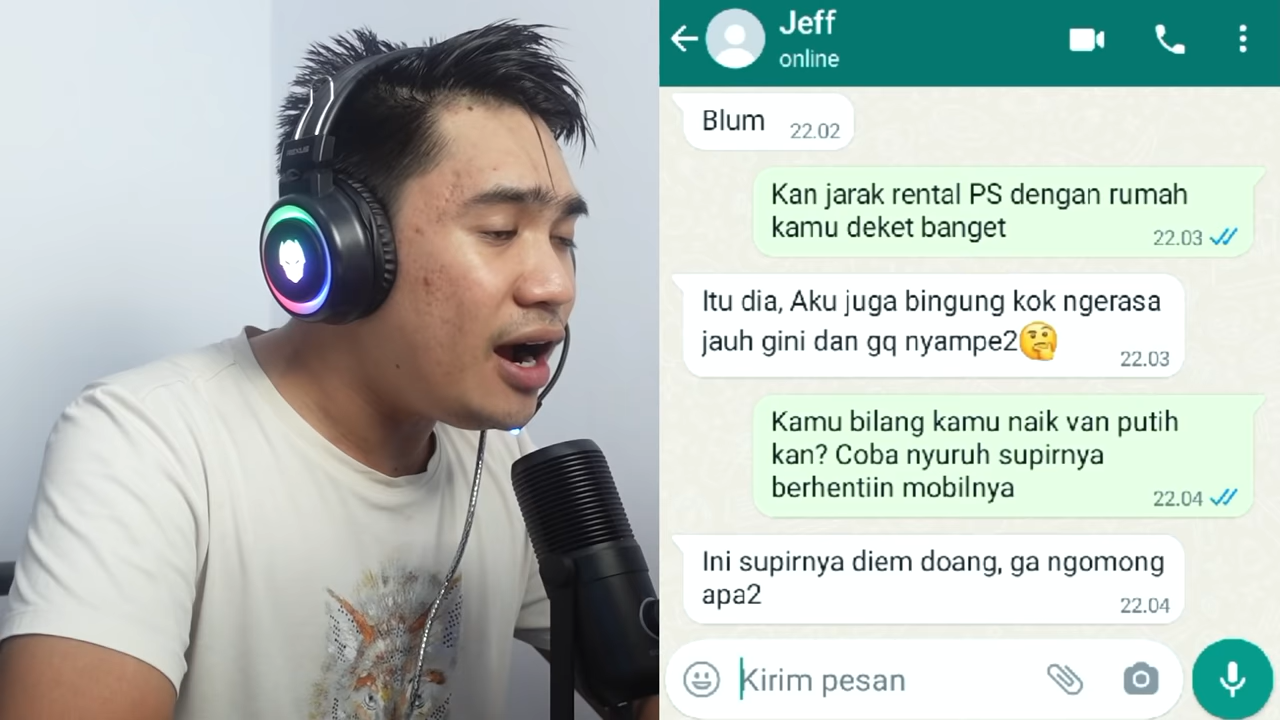 REXUS
Jeff
online
Blum
22.02
Kan jarak rental PS dengan rumah
kamu deket banget
22.03
Itu dia, Aku juga bingung kok ngerasa
jauh gini dan gq nyampe2🤔
22.03
Kamu bilang kamu naik van putih
kan? Coba nyuruh supirnya
berhentiin mobilnya
22.04
Ini supirnya diem doang, ga ngomong
apa2
22.04
Kirim pesan